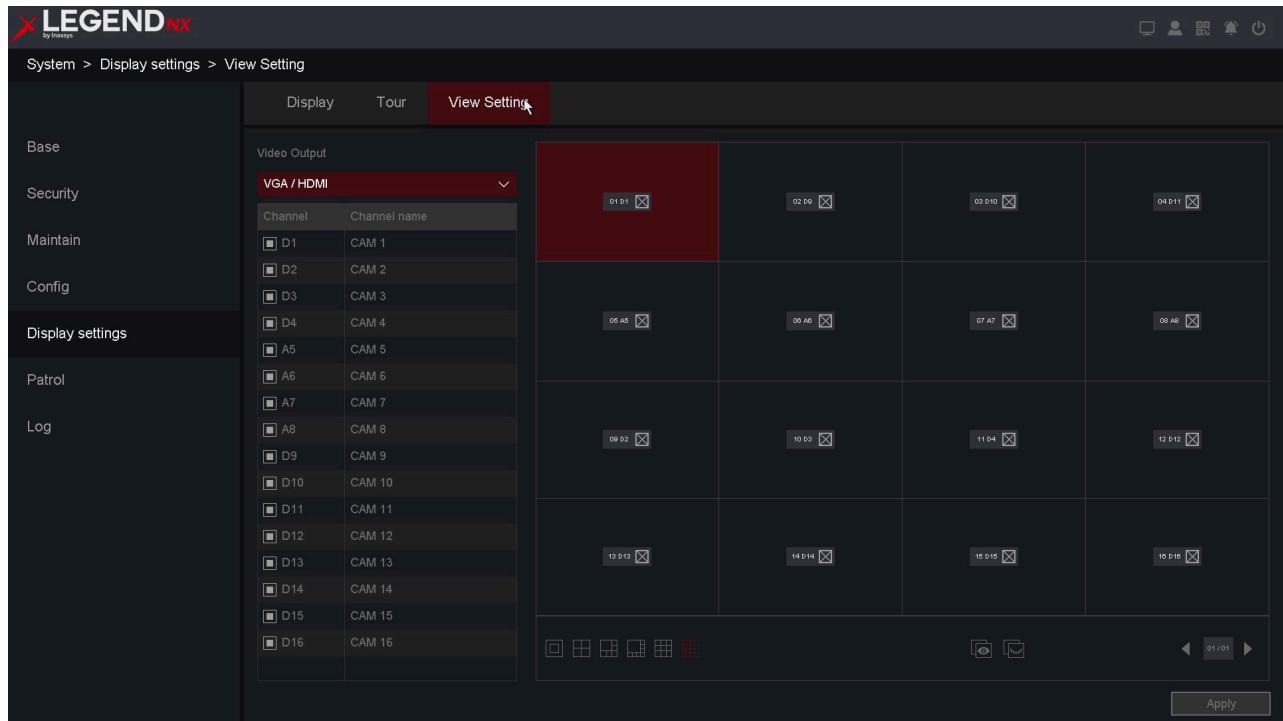 LEGEND NX
by Inaxsys
System > Display settings > View Setting
Display Tour View Setting
Base
Security
Maintain
Config
Display settings
Patrol
Log
Video Output
VGA / HDMI
Channel Channel name
D1 CAM 1
D2 CAM 2
D3 CAM 3
D4 CAM 4
A5 CAM 5
A6 CAM 6
A7 CAM 7
A8 CAM 8
D9 CAM 9
D10 CAM 10
D11 CAM 11
D12 CAM 12
D13 CAM 13
D14 CAM 14
D15 CAM 15
D16 CAM 16
01 D1 02 D9 03 D10 04 D11
05 A5 06 A6 07 A7 08 A8
09 D2 10 D3 11 D4 12 D12
13 D13 14 D14 15 D15 16 D16
01 / 01
Apply